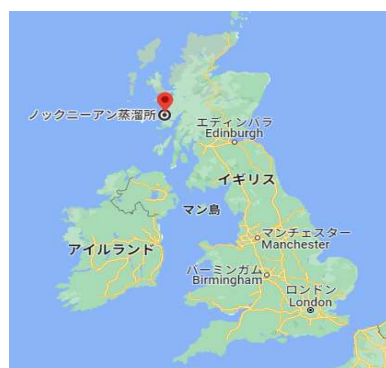 ノックニーアン蒸溜所
エディンバラ
Edinburgh
イギリス
マン島
アイルランド
マンチェスター
Manchester
バーミンガム
Birmingham
ロンドン
London